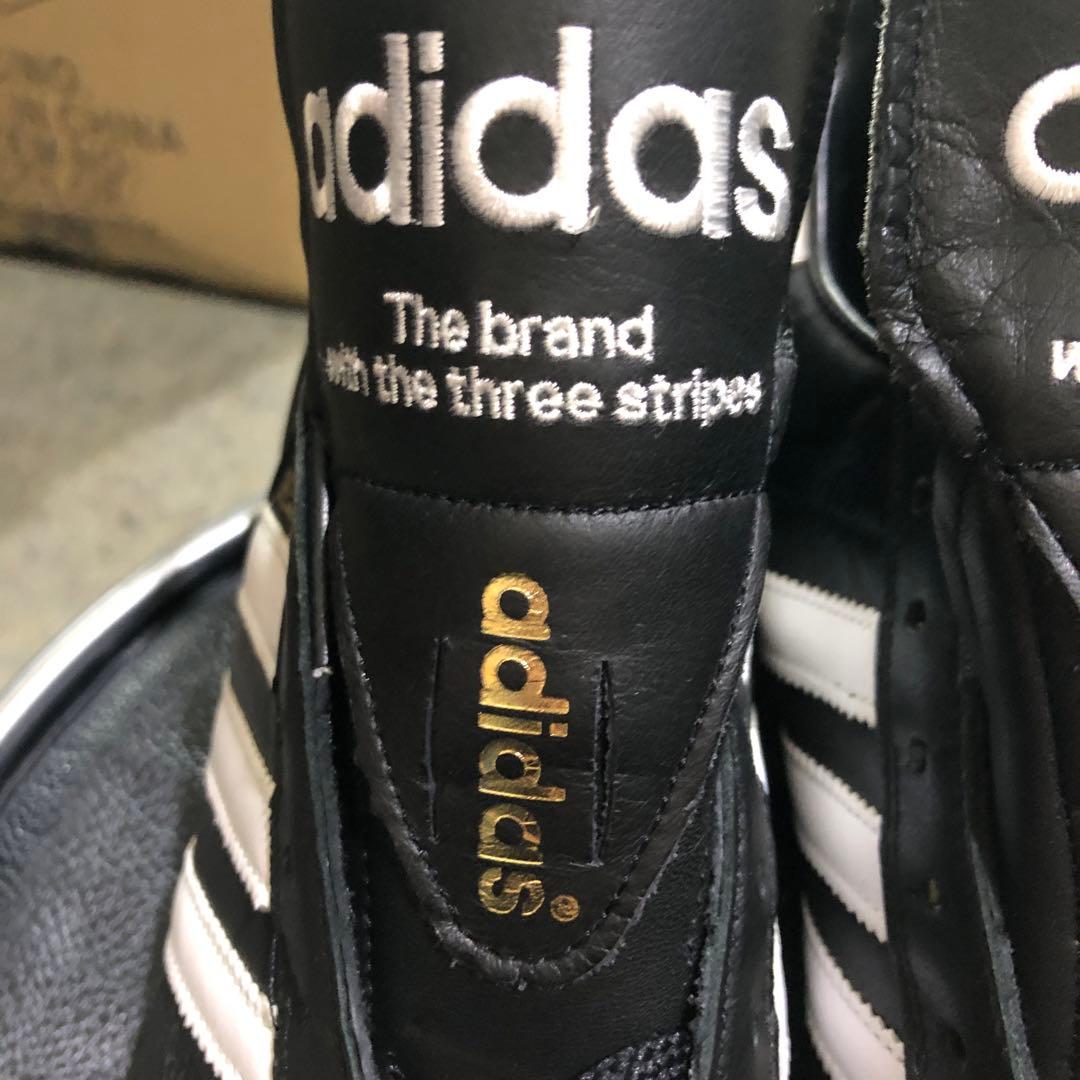 adidas
The brand
with the three stripes
adidas®